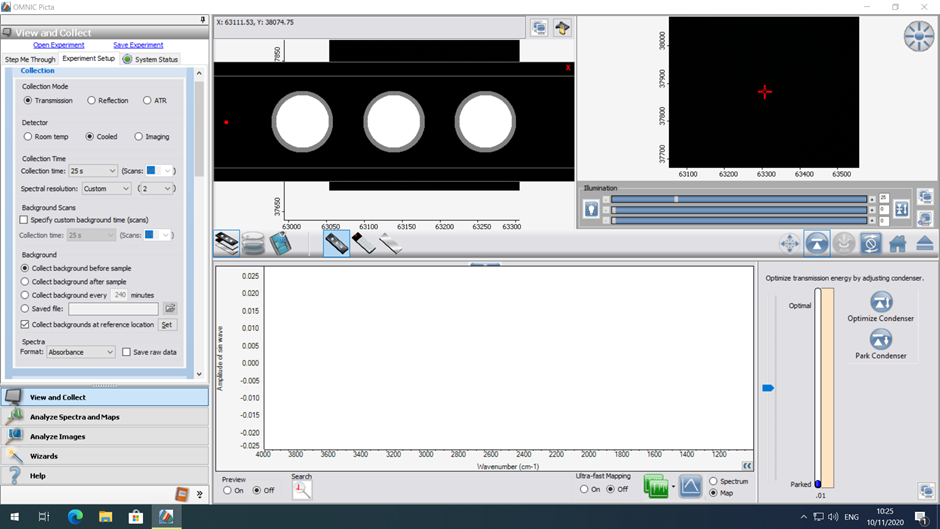 OMNIC Picta
View and Collect
Open Experiment Save Experiment
Step Me Through Experiment Setup System Status
Collection
Collection Mode
Transmission Reflection ATR
Detector
Room temp Cooled Imaging
Collection Time
Collection time: 25 s (Scans: )
Spectral resolution: Custom ( 2 )
Background Scans
Specify custom background time (scans)
Collection time: 25 s (Scans: )
Background
Collect background before sample
Collect background after sample
Collect background every 240 minutes
Saved file:
Collect backgrounds at reference location Set
Spectra
Format: Absorbance Save raw data
View and Collect
Analyze Spectra and Maps
Analyze Images
Wizards
Help
X: 63111.53, Y: 38074.75
37850
X
37650
63000 63050 63100 63150 63200 63250 63300
38000
37900
37800
37700
63100 63200 63300 63400 63500
Illumination
25
0
0
Amplitude of sin wave
0.025
0.020
0.015
0.010
0.005
0.000
-0.005
-0.010
-0.015
-0.020
-0.025
4000 3800 3600 3400 3200 3000 2800 2600 2400 2200 2000 1800 1600 1400 1200
Wavenumber (cm-1)
Preview
On Off
Search
Ultra-fast Mapping
On Off
Spectrum
Map
Optimize transmission energy by adjusting condenser.
Optimal
Optimize Condenser
Park Condenser
Parked
.01
ENG
10:25
10/11/2020
1